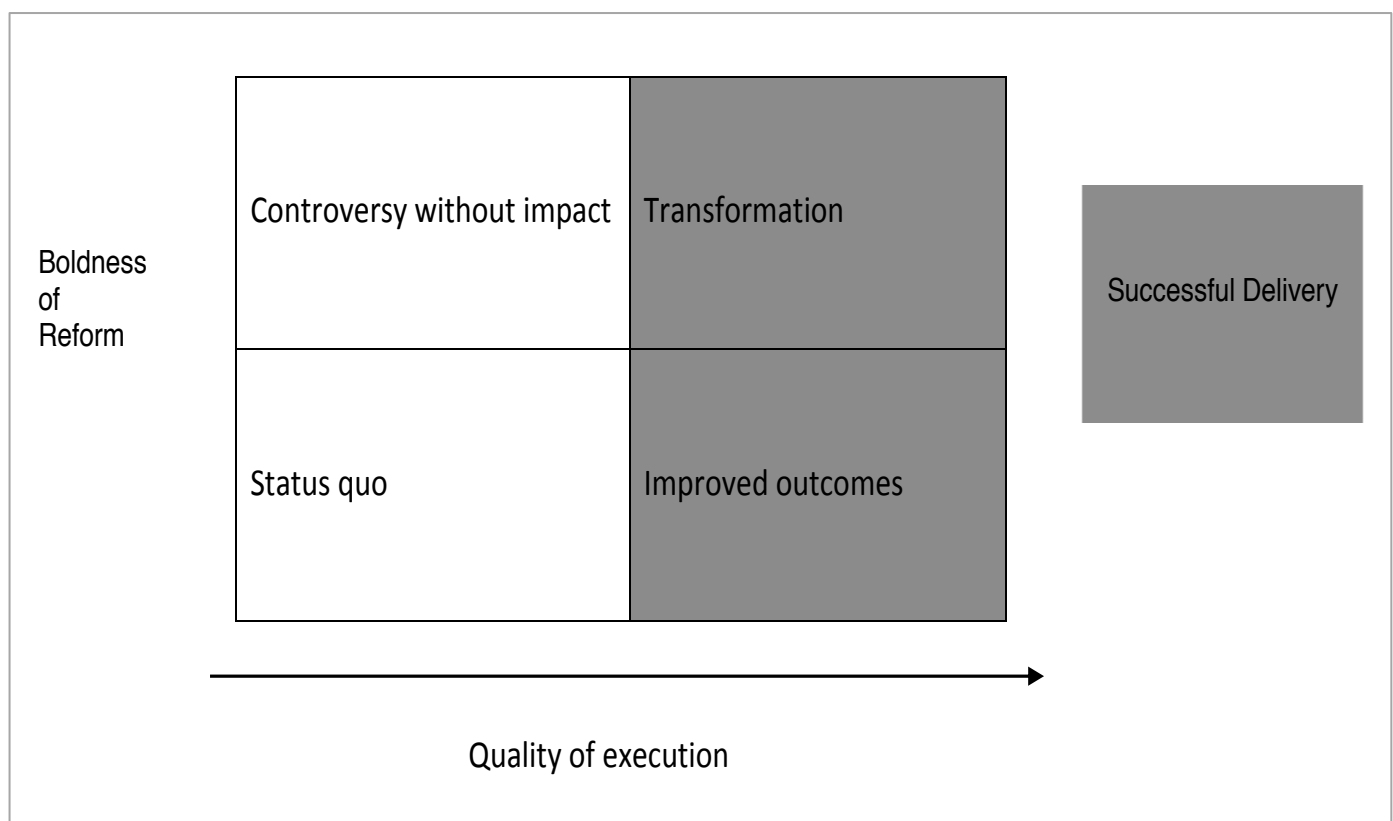 Controversy without impact
Transformation
Boldness
of
Reform
Successful Delivery
Status quo
Improved outcomes
Quality of execution